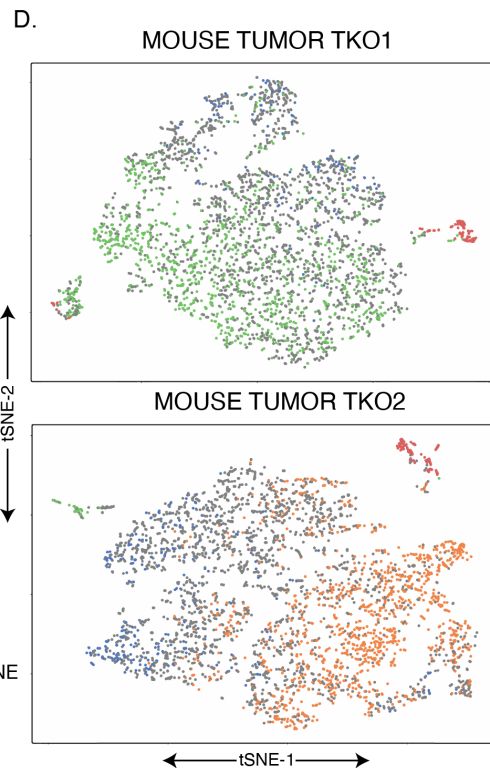 D.
MOUSE TUMOR TKO1
tSNE-2
MOUSE TUMOR TKO2
NE
tSNE-1